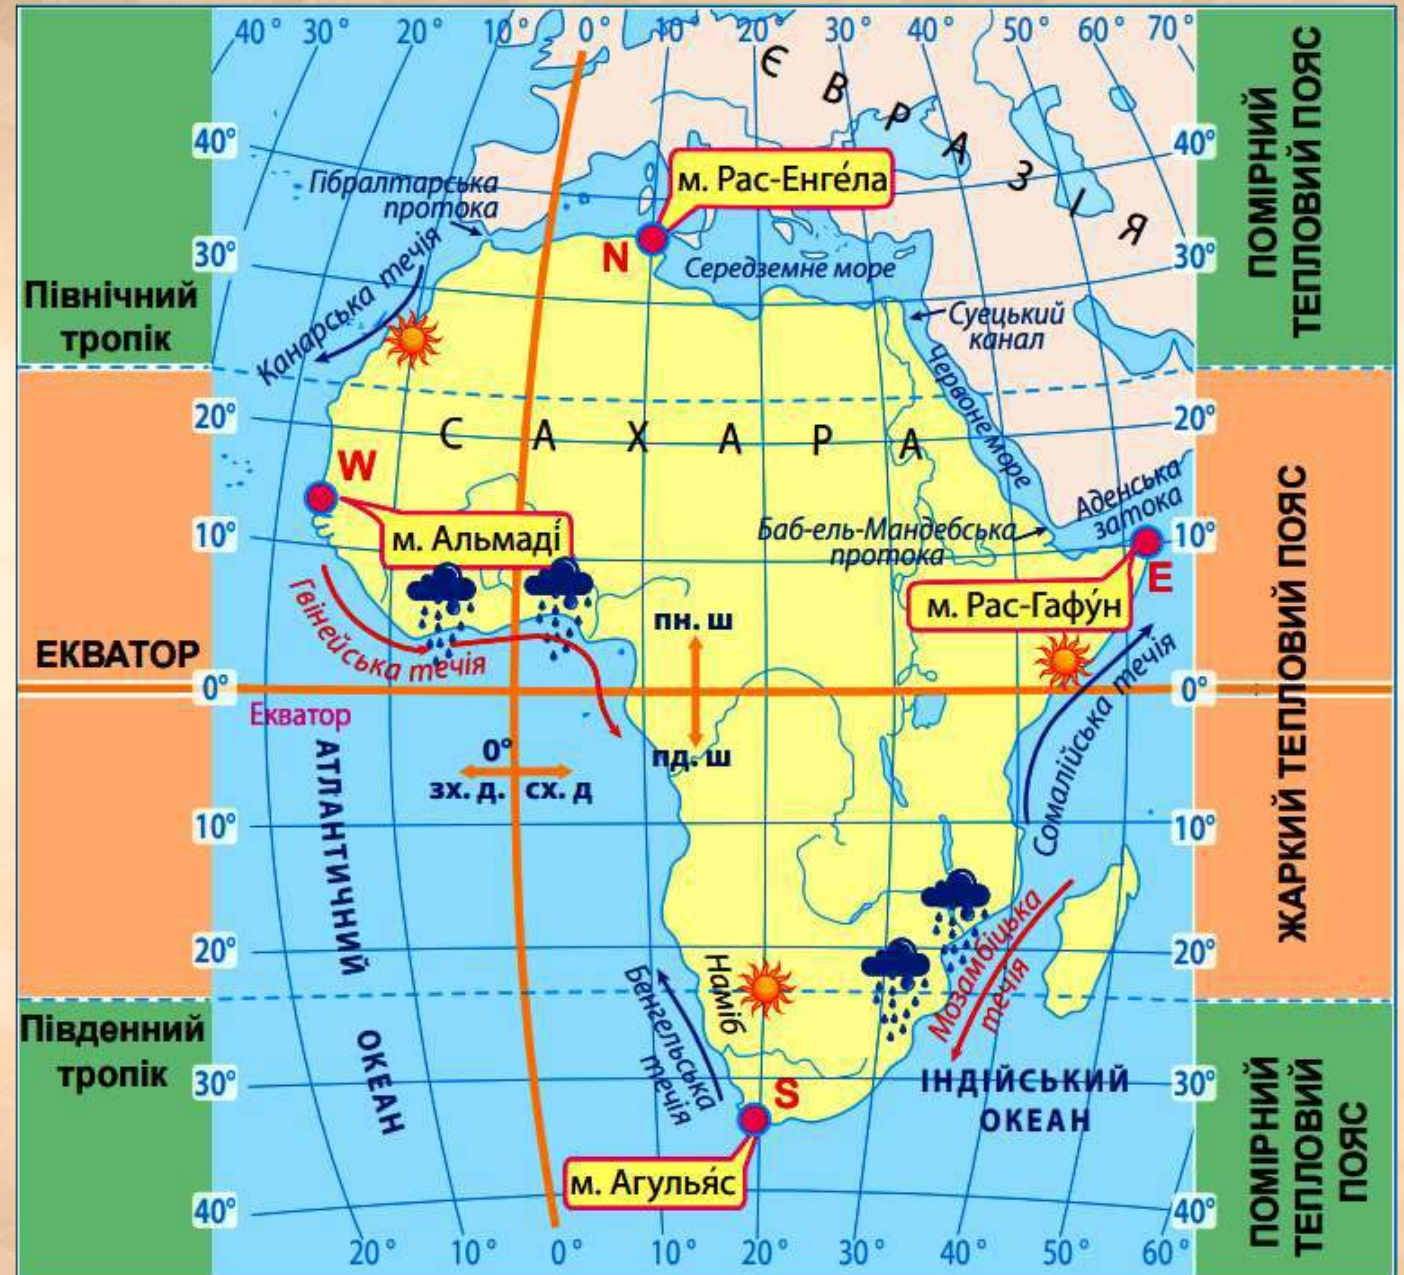 40° 30° 20° 10° 0° 10° 20° 30° 40° 50° 60° 70°
ЄВРАЗІЯ
ПОМІРНИЙ
ТЕПЛОВИЙ ПОЯС
40° 40°
Гібралтарська
протока
м. Рас-Енге́ла
N
30° 30°
Середземне море
Канарська течія
Північний
тропік
Суецький
канал
Червоне море
20° 20°
САХАРА
W
Аденська
затока
м. Альмаді́
Баб-ель-Мандебська
протока
10° 10°
E
м. Рас-Гафу́н
ЖАРКИЙ ТЕПЛОВИЙ ПОЯС
Гвінейська течія
пн. ш
ЕКВАТОР
0° 0°
Екватор
Сомалійська течія
пд. ш
0°
зх. д. сх. д
АТЛАНТИЧНИЙ
ОКЕАН
10° 10°
Мозамбіцька
течія
20° 20°
Наміб
Бенгельська
течія
Південний
тропік
30° 30°
S
ІНДІЙСЬКИЙ
ОКЕАН
м. Агулья́с
ПОМІРНИЙ
ТЕПЛОВИЙ
ПОЯС
40° 40°
20° 10° 0° 10° 20° 30° 40° 50° 60°